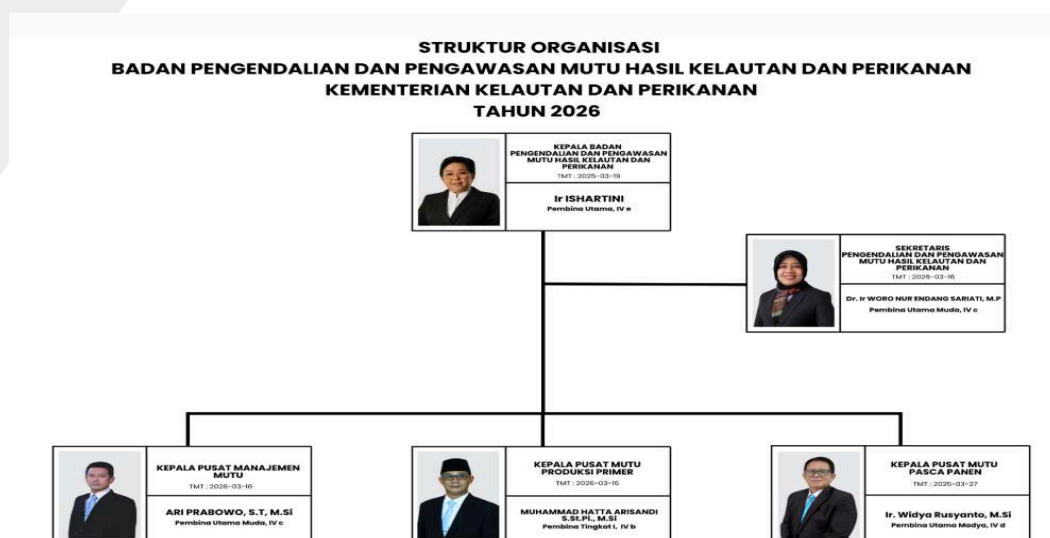 STRUKTUR ORGANISASI
BADAN PENGENDALIAN DAN PENGAWASAN MUTU HASIL KELAUTAN DAN PERIKANAN
KEMENTERIAN KELAUTAN DAN PERIKANAN
TAHUN 2026
KEPALA BADAN
PENGENDALIAN DAN PENGAWASAN
MUTU HASIL KELAUTAN DAN
PERIKANAN
TMT : 2025-03-19
Ir ISHARTINI
Pembina Utama, IV e
SEKRETARIS
PENGENDALIAN DAN PENGAWASAN
MUTU HASIL KELAUTAN DAN
PERIKANAN
TMT : 2026-03-16
Dr. Ir WORO NUR ENDANG SARIATI, M.P
Pembina Utama Muda, IV c
KEPALA PUSAT MANAJEMEN
MUTU
TMT : 2026-03-16
ARI PRABOWO, S.T, M.Si
Pembina Utama Muda, IV c
KEPALA PUSAT MUTU
PRODUKSI PRIMER
TMT : 2026-03-16
MUHAMMAD HATTA ARISANDI
S.St.Pi., M.Si
Pembina Tingkat I, IV b
KEPALA PUSAT MUTU
PASCA PANEN
TMT : 2025-03-27
Ir. Widya Rusyanto, M.Si
Pembina Utama Madya, IV d